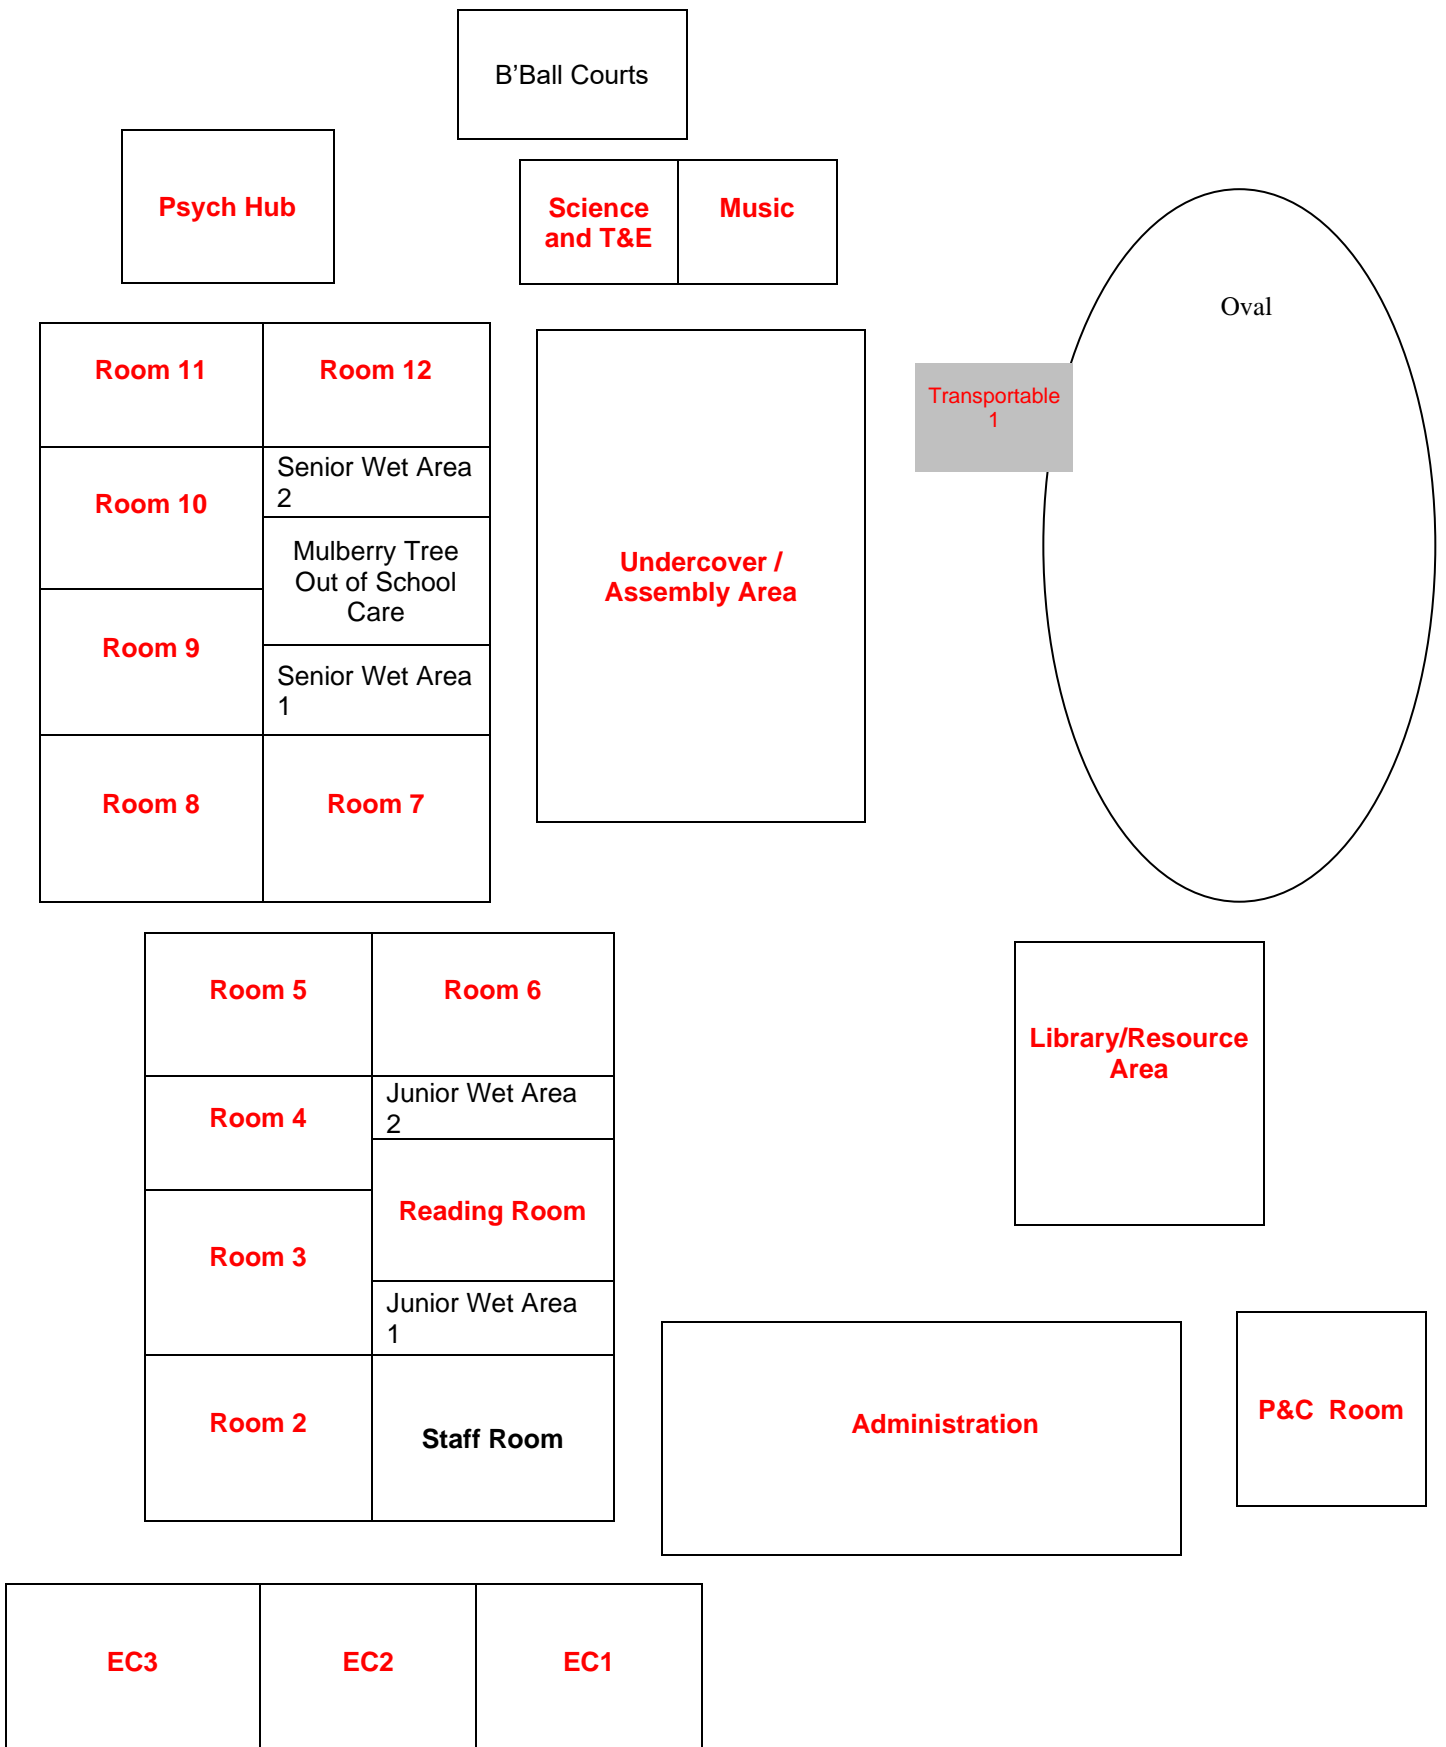 B’Ball Courts
Psych Hub
Science
and T&E
Music
Oval
Room 11
Room 12
Transportable
1
Senior Wet Area
2
Room 10
Mulberry Tree
Out of School
Care
Undercover /
Assembly Area
Room 9
Senior Wet Area
1
Room 8
Room 7
Room 5
Room 6
Library/Resource
Area
Room 4
Junior Wet Area
2
Reading Room
Room 3
Junior Wet Area
1
Room 2
Staff Room
Administration
P&C  Room
EC3
EC2
EC1